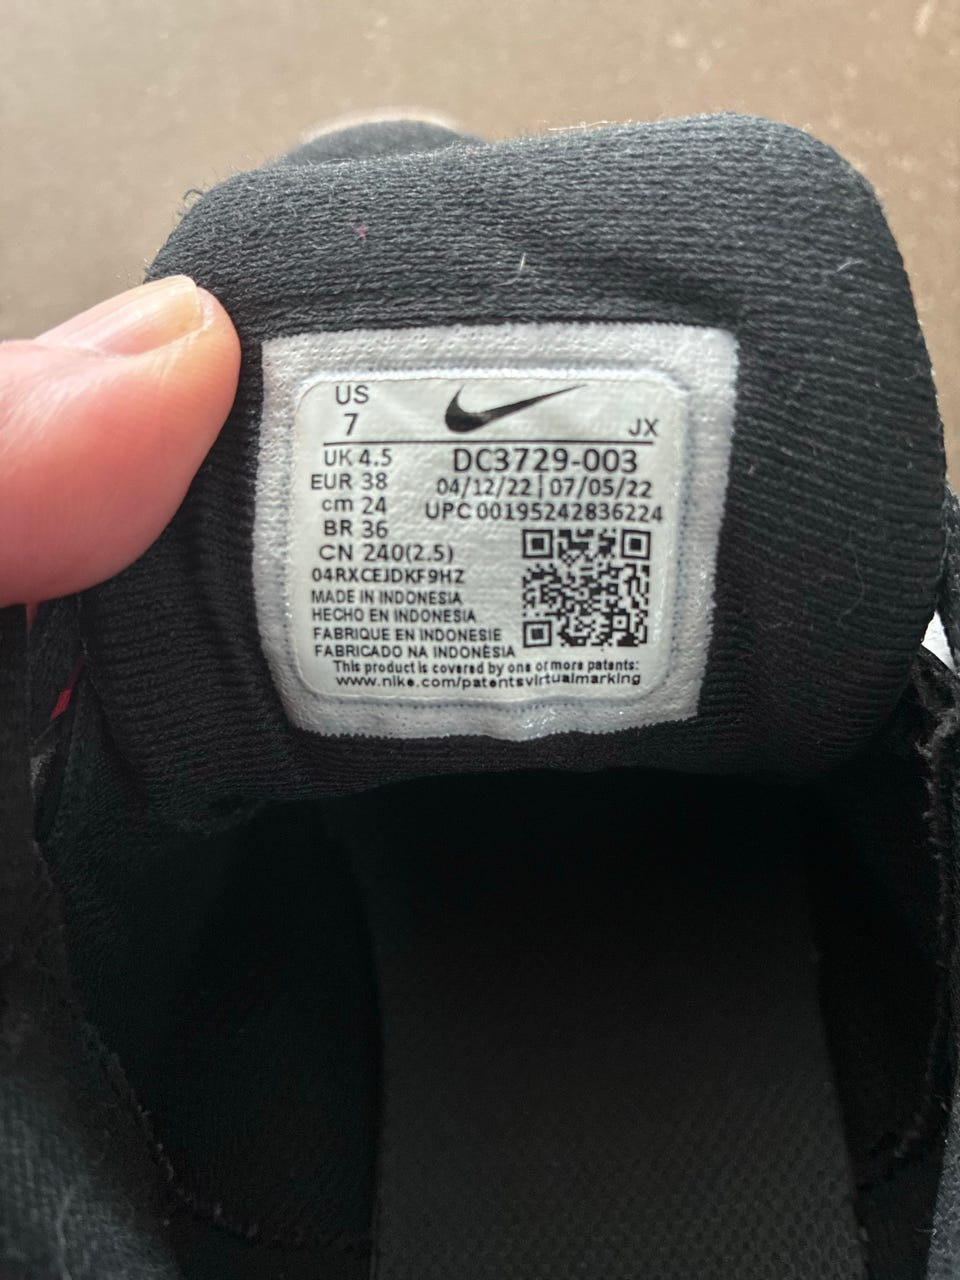 US
7
JX
UK 4.5
DC3729-003
EUR 38
04/12/22 | 07/05/22
cm 24
UPC 00195242836224
BR 36
CN 240(2.5)
04RXCEJDKF9HZ
MADE IN INDONESIA
HECHO EN INDONESIA
FABRIQUE EN INDONESIE
FABRICADO NA INDONÈSIA
This product is covered by one or more patents:
www.nike.com/patentsvirtualmarking